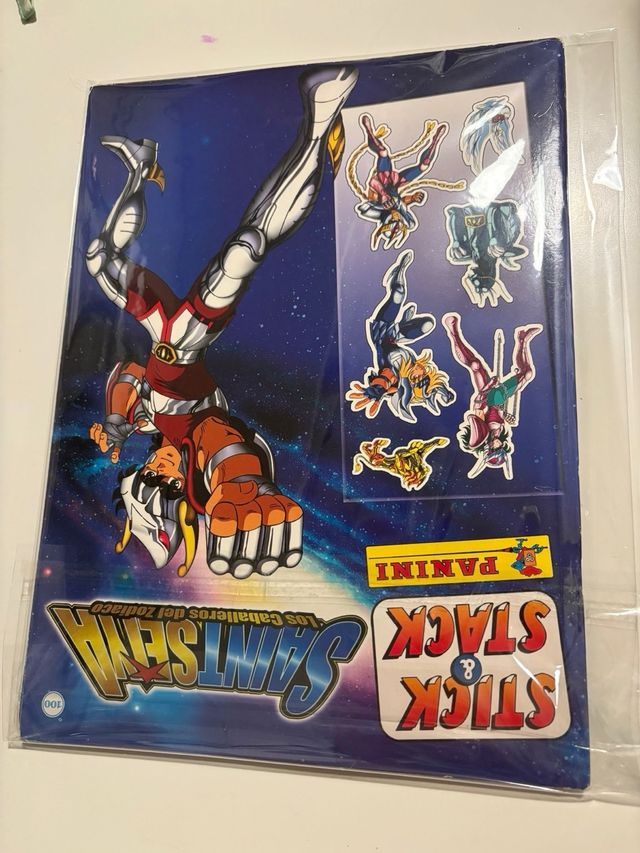 STICK
&
STACK
PANINI
SAINT SEIYA
Los Caballeros del Zodiaco
100